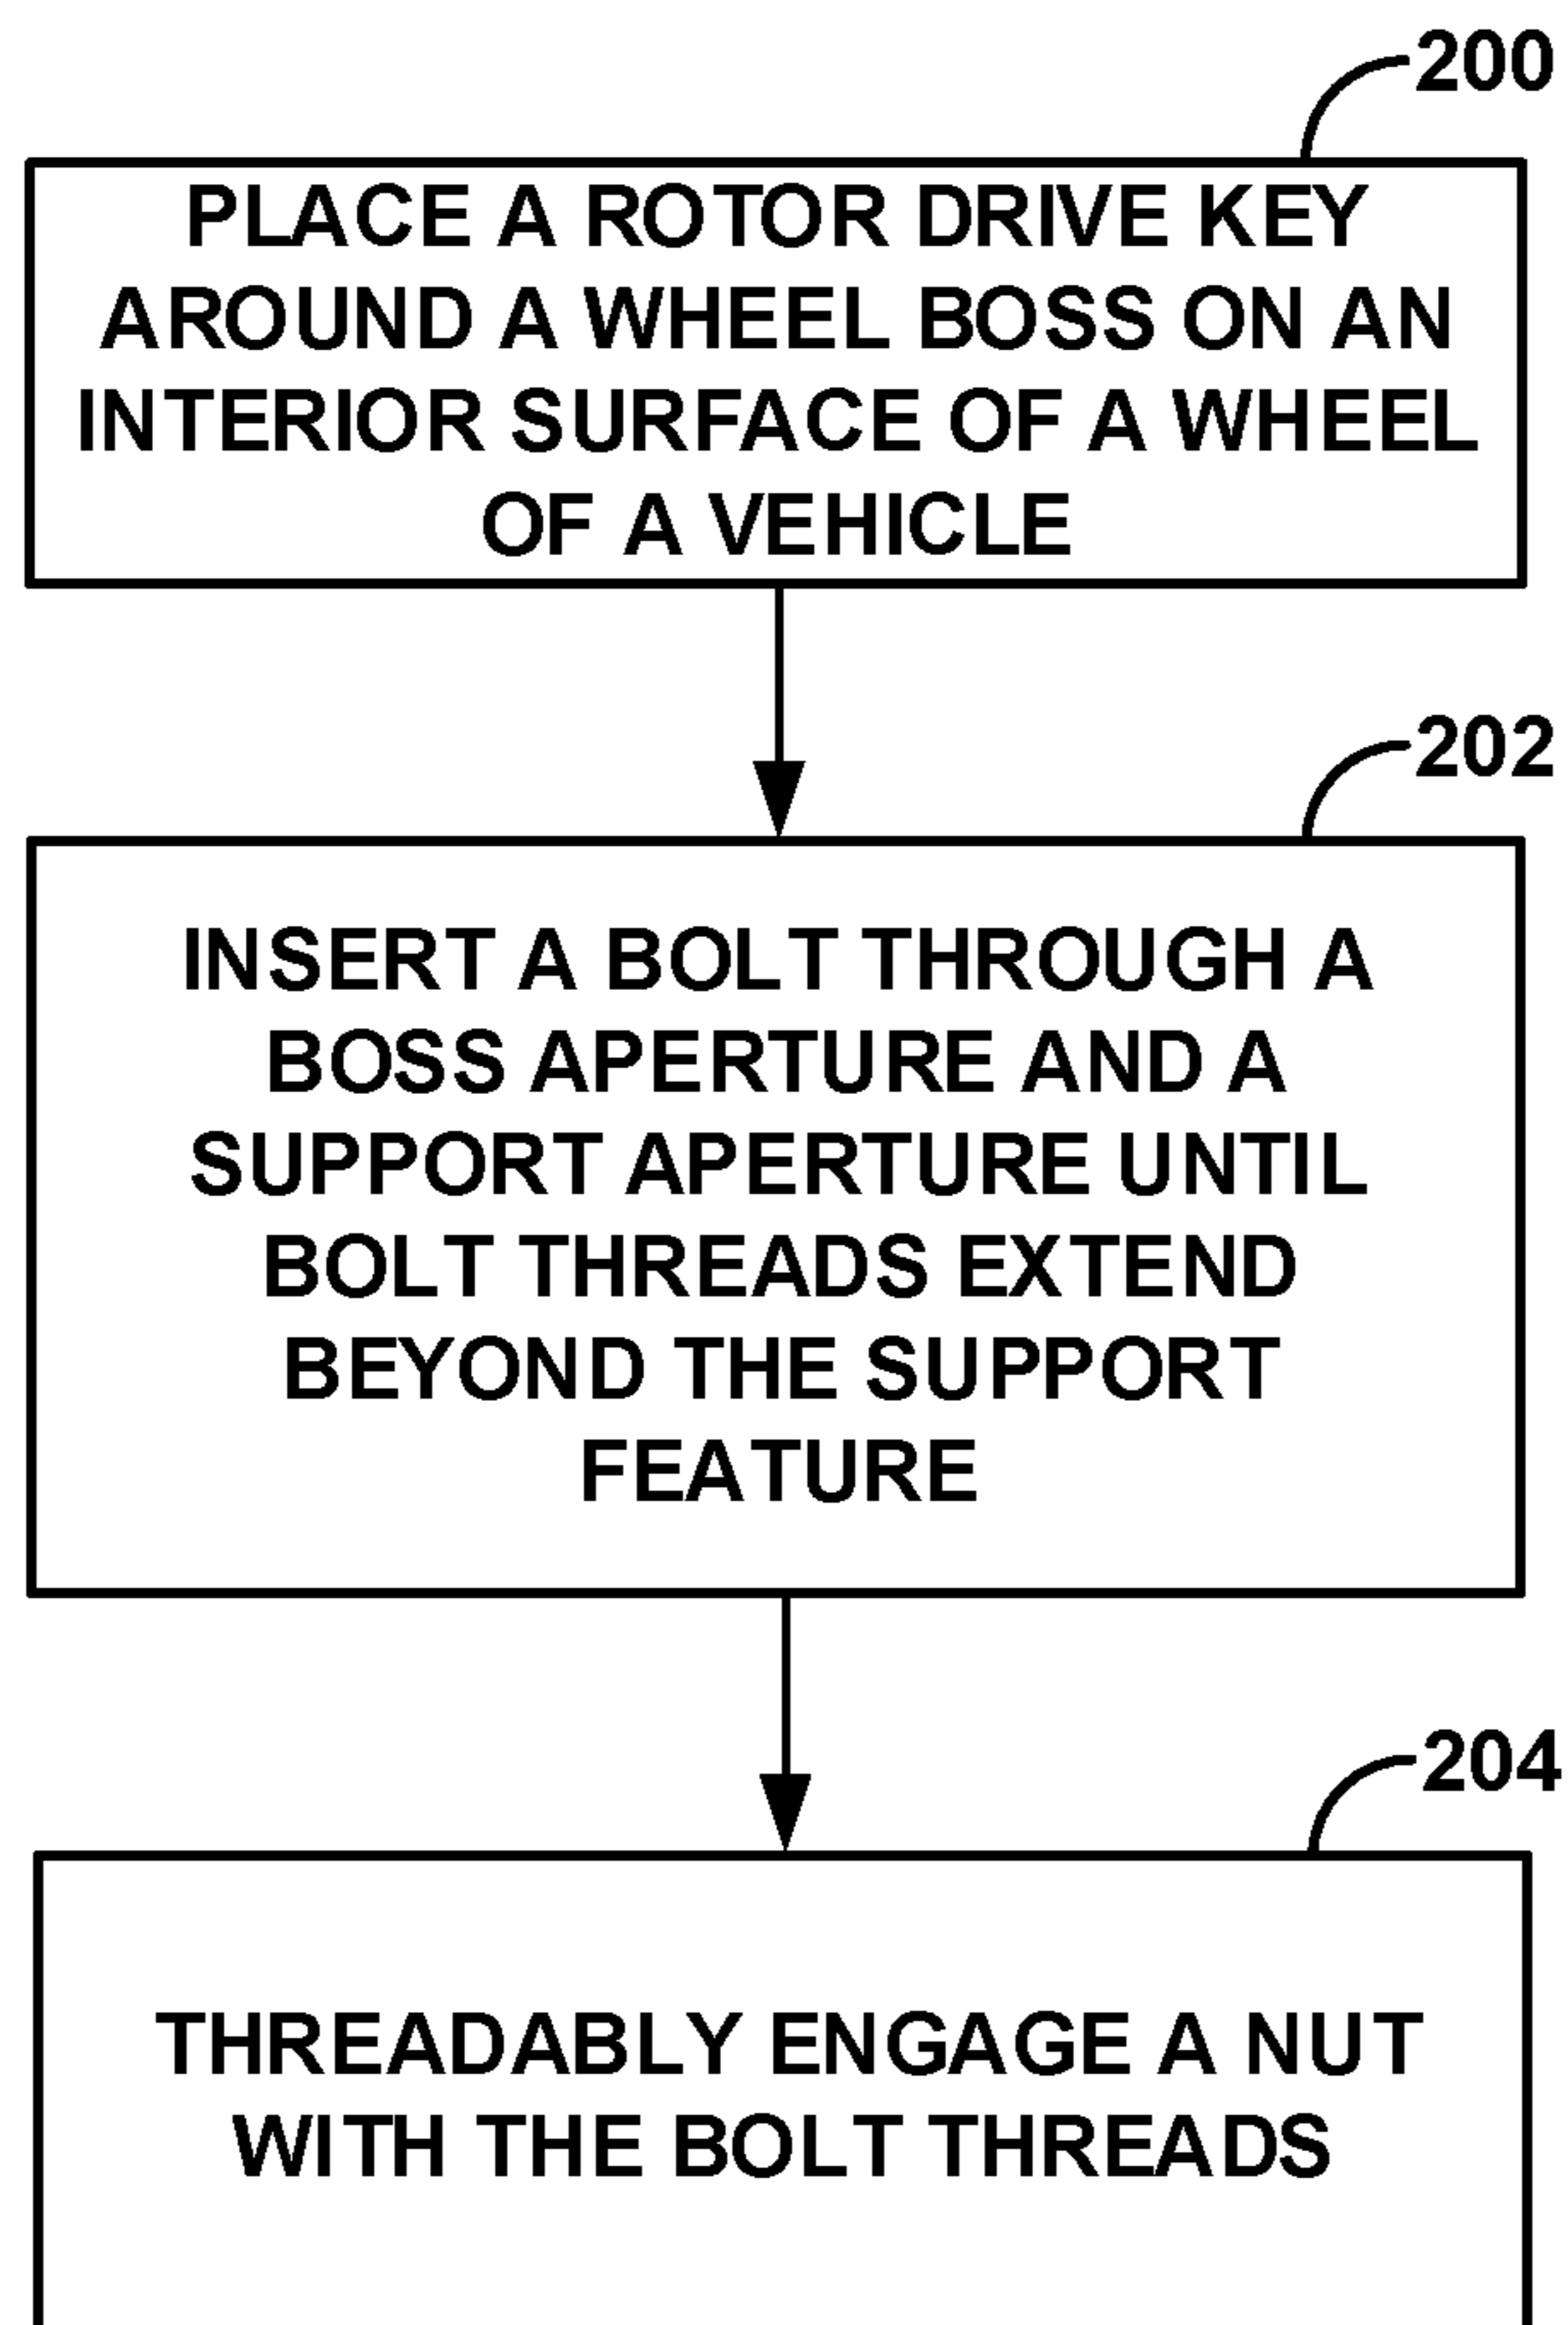 200
PLACE A ROTOR DRIVE KEY
AROUND A WHEEL BOSS ON AN
INTERIOR SURFACE OF A WHEEL
OF A VEHICLE
202
INSERT A BOLT THROUGH A
BOSS APERTURE AND A
SUPPORT APERTURE UNTIL
BOLT THREADS EXTEND
BEYOND THE SUPPORT
FEATURE
204
THREADABLY ENGAGE A NUT
WITH THE BOLT THREADS